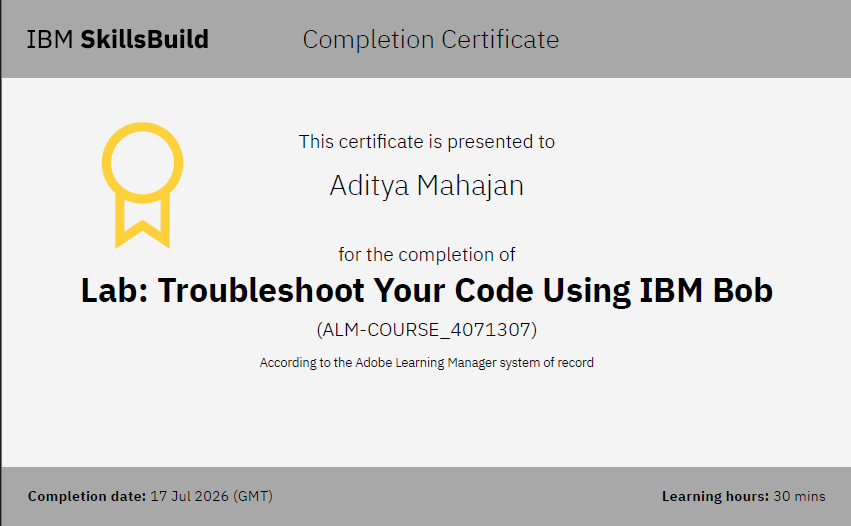 IBM SkillsBuild
Completion Certificate
This certificate is presented to
Aditya Mahajan
for the completion of
Lab: Troubleshoot Your Code Using IBM Bob
(ALM-COURSE_4071307)
According to the Adobe Learning Manager system of record
Completion date: 17 Jul 2026 (GMT)
Learning hours: 30 mins